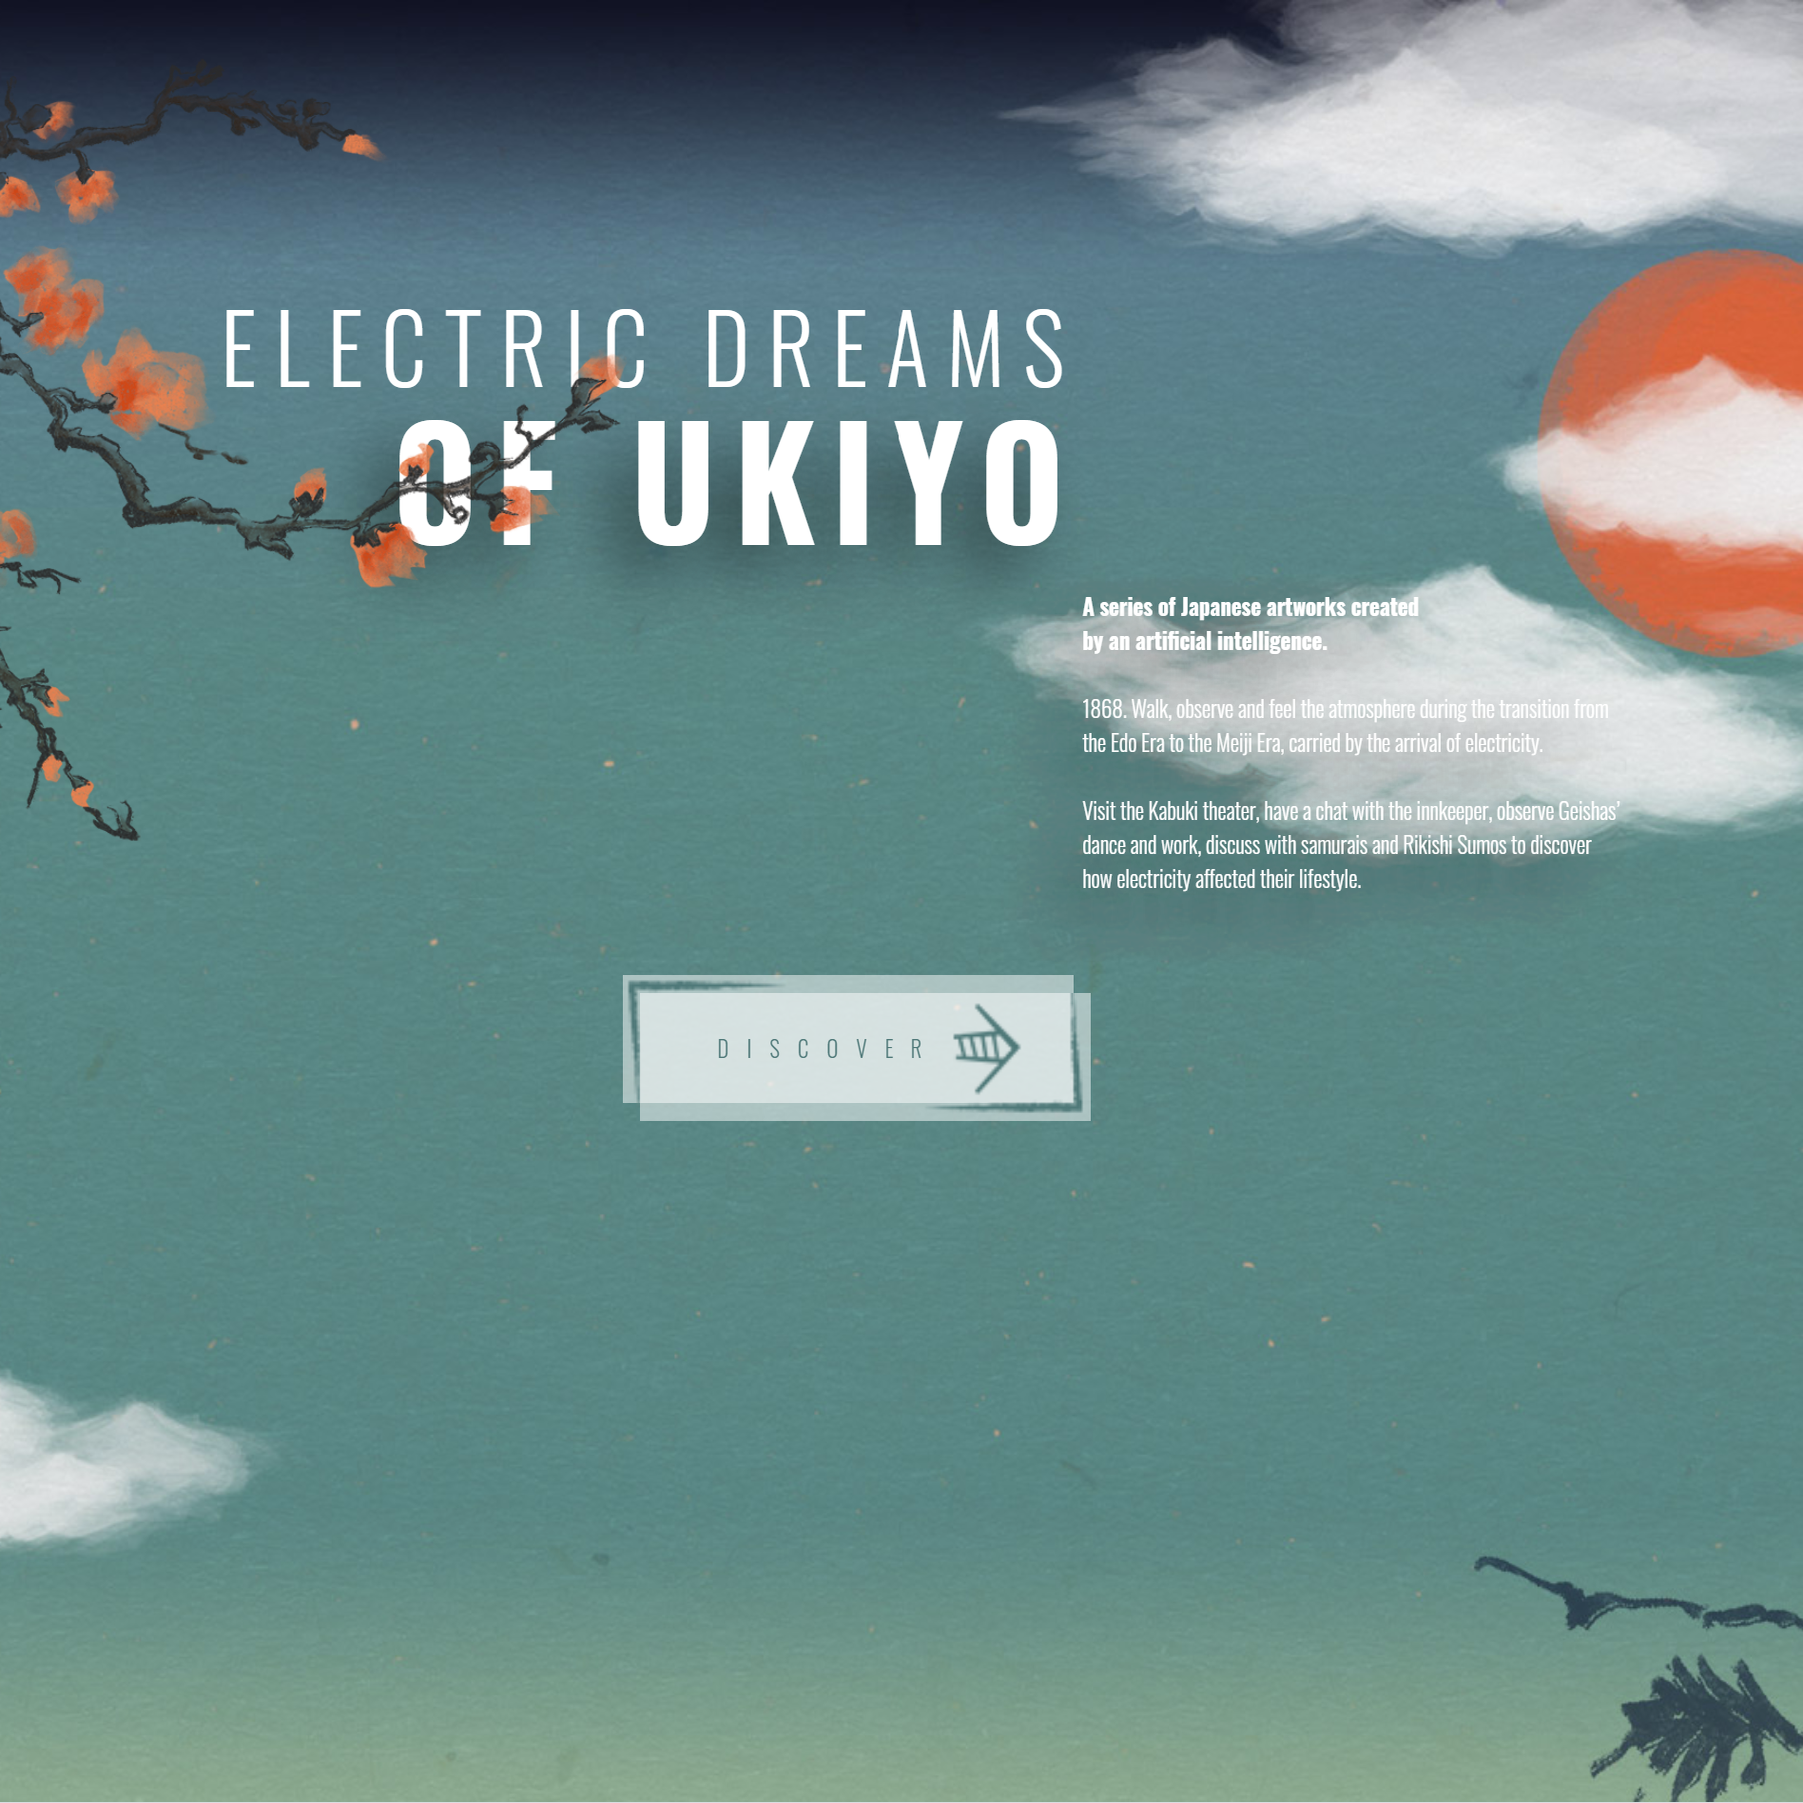 ELECTRIC DREAMS
OF UKIYO
A series of Japanese artworks created
by an artificial intelligence.
1868. Walk, observe and feel the atmosphere during the transition from
the Edo Era to the Meiji Era, carried by the arrival of electricity.
Visit the Kabuki theater, have a chat with the innkeeper, observe Geishas’
dance and work, discuss with samurais and Rikishi Sumos to discover
how electricity affected their lifestyle.
DISCOVER